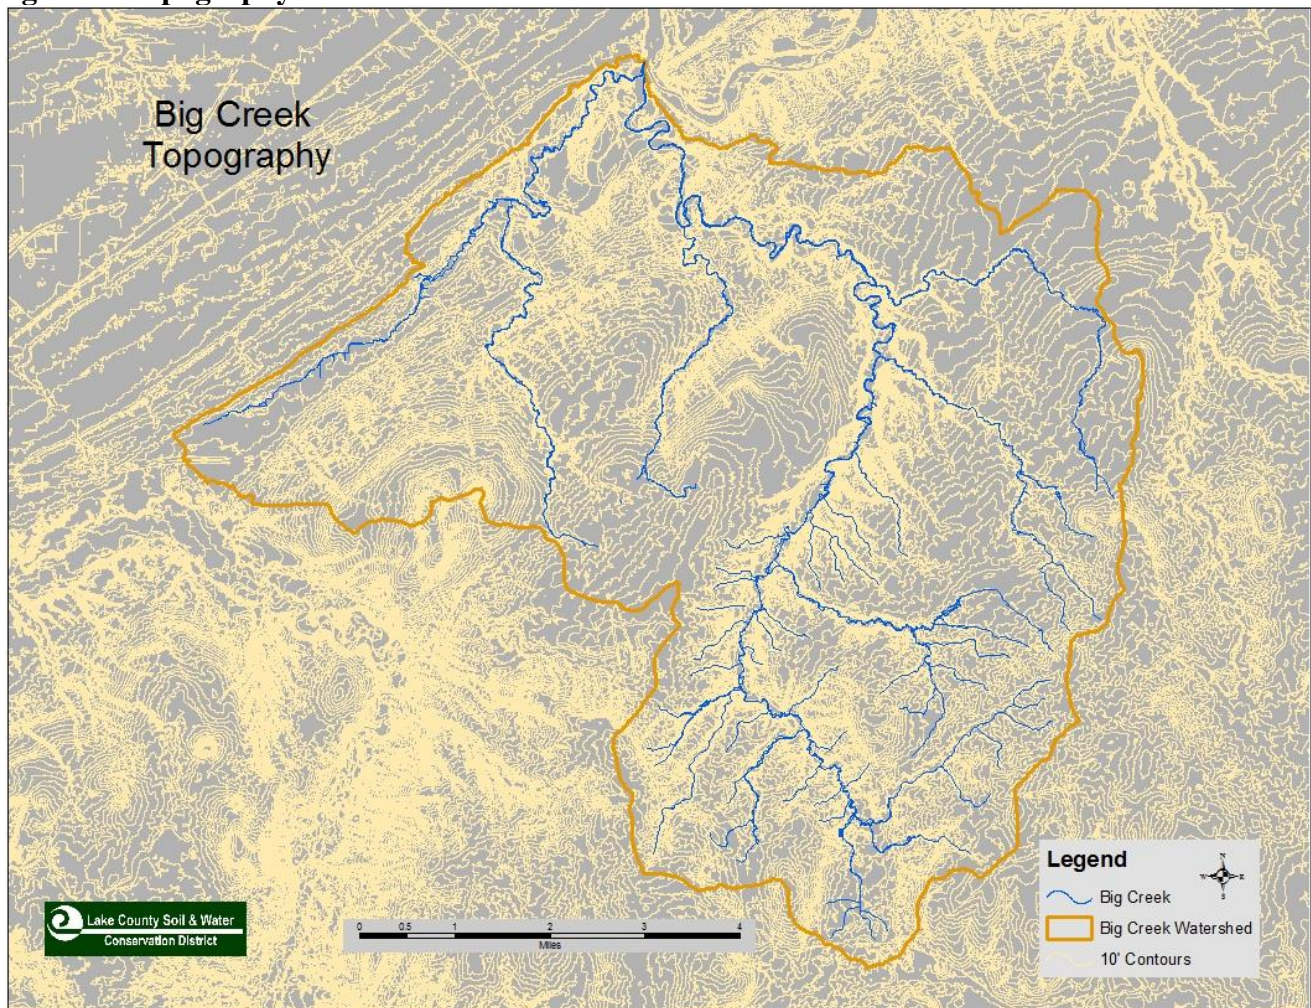 Big Creek
Topography
Legend
N
W E
S
Big Creek
Big Creek Watershed
10' Contours
Lake County Soil & Water
Conservation District
0 0.5 1 2 3 4
Miles